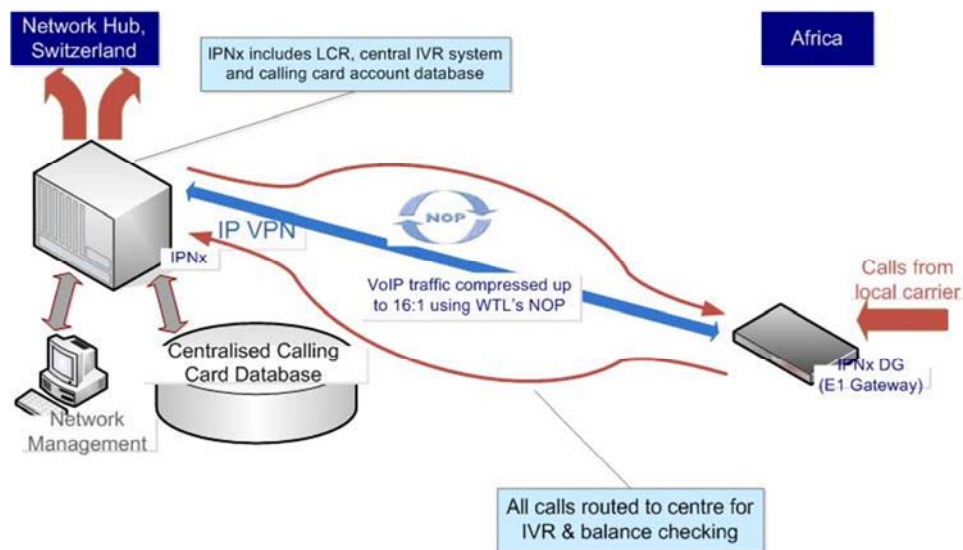 Network Hub,
Switzerland
IPNx includes LCR, central IVR system
and calling card account database
Africa
NOP
IP VPN
IPNx
VoIP traffic compressed up
to 16:1 using WTL's NOP
Calls from
local carrier
IPNx DG
(E1 Gateway)
Centralised Calling
Card Database
Network
Management
All calls routed to centre for
IVR & balance checking